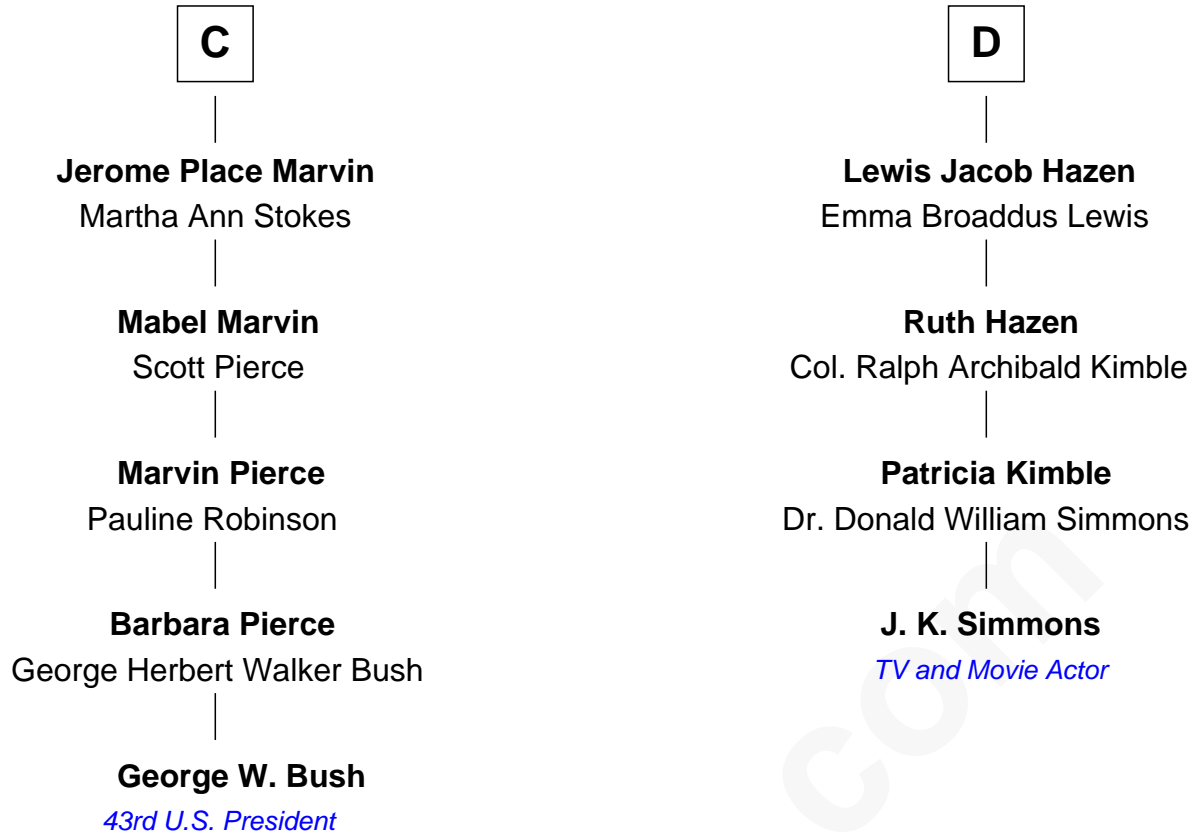 C
Jerome Place Marvin
Martha Ann Stokes
Mabel Marvin
Scott Pierce
Marvin Pierce
Pauline Robinson
Barbara Pierce
George Herbert Walker Bush
George W. Bush
43rd U.S. President
D
Lewis Jacob Hazen
Emma Broaddus Lewis
Ruth Hazen
Col. Ralph Archibald Kimble
Patricia Kimble
Dr. Donald William Simmons
J. K. Simmons
TV and Movie Actor
com